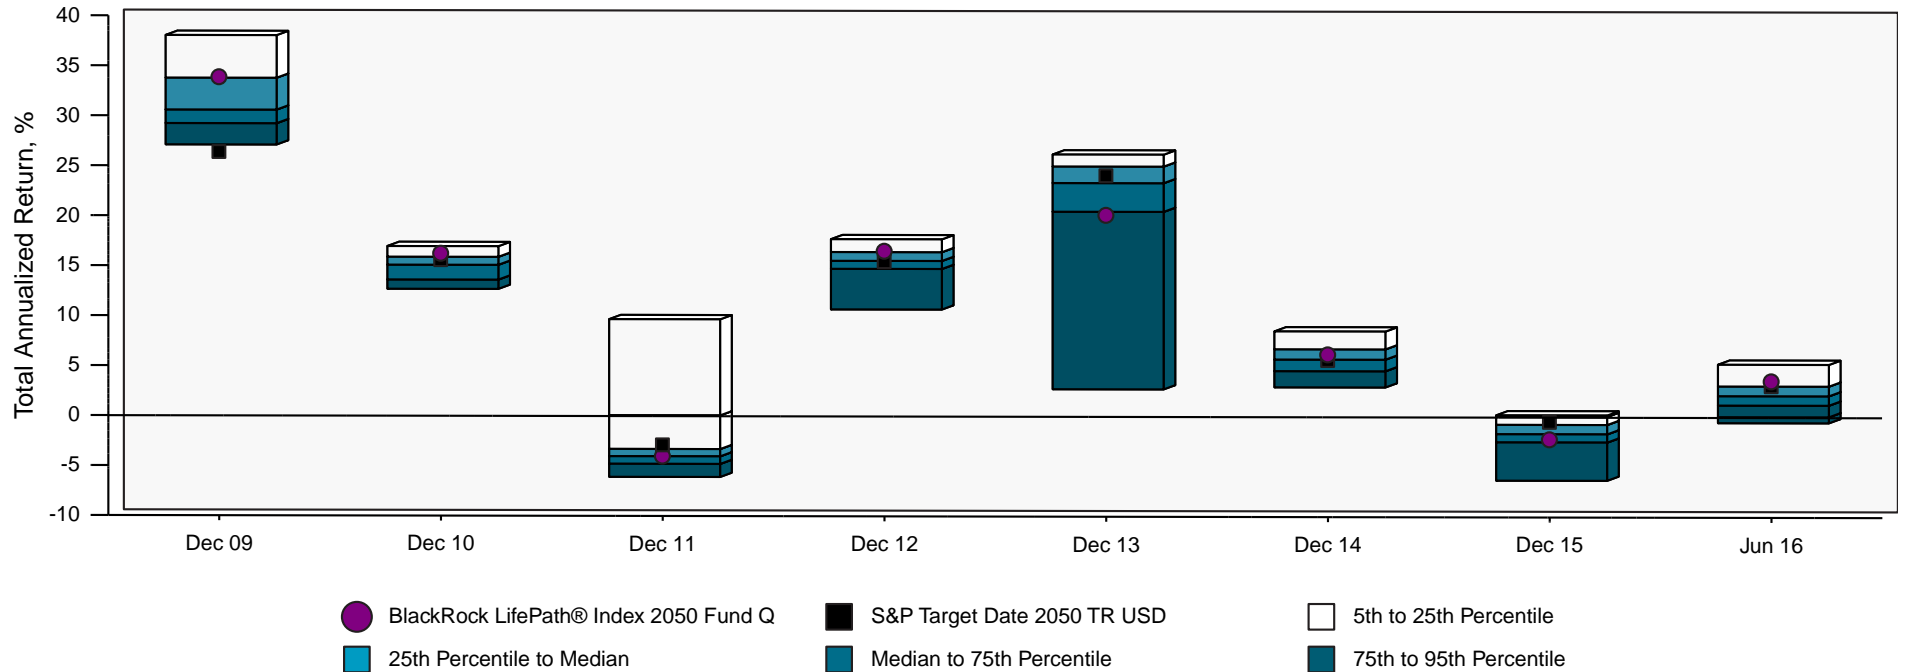 40
35
30
25
20
15
10
5
0
-5
-10
Total Annualized Return, %
Dec 09 Dec 10 Dec 11 Dec 12 Dec 13 Dec 14 Dec 15 Jun 16
BlackRock LifePath® Index 2050 Fund Q S&P Target Date 2050 TR USD 5th to 25th Percentile
25th Percentile to Median Median to 75th Percentile 75th to 95th Percentile